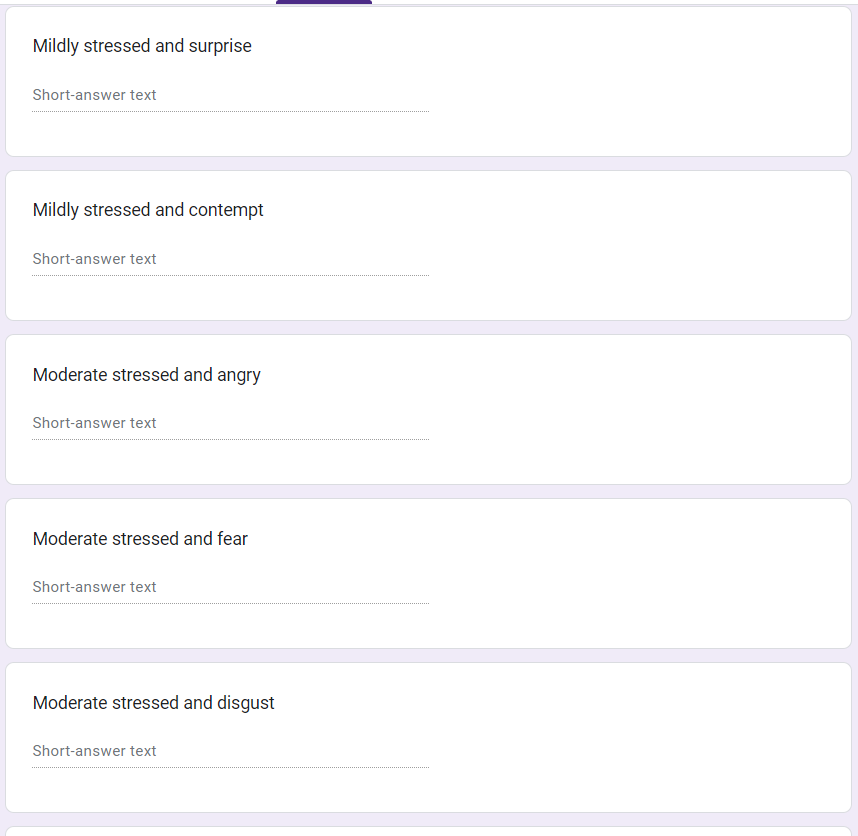 Mildly stressed and surprise
Short-answer text
Mildly stressed and contempt
Short-answer text
Moderate stressed and angry
Short-answer text
Moderate stressed and fear
Short-answer text
Moderate stressed and disgust
Short-answer text